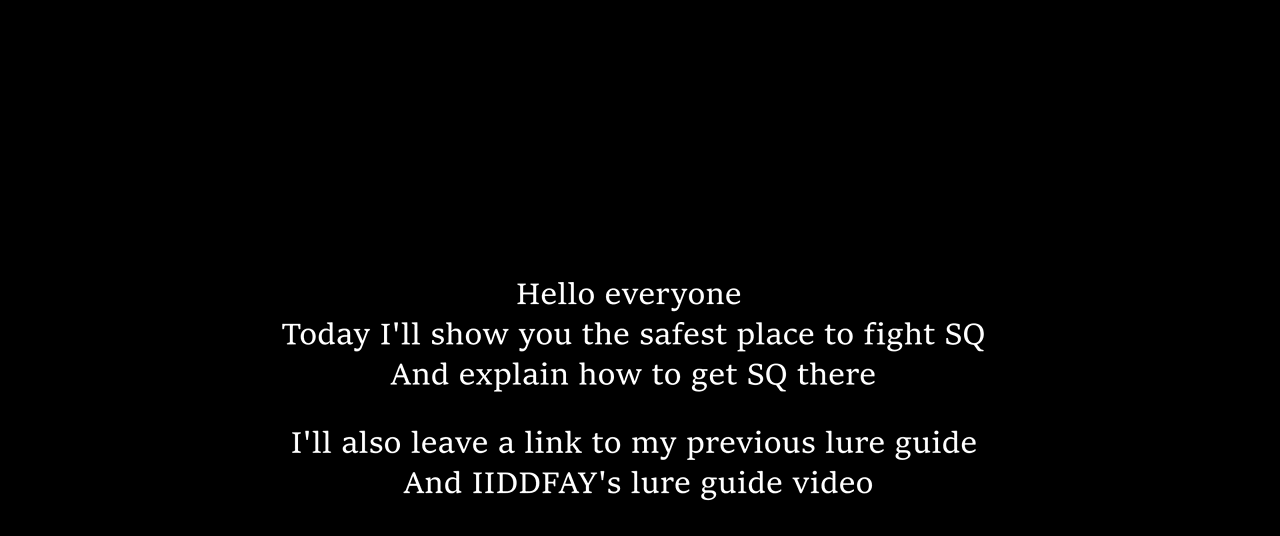 Hello everyone
Today I'll show you the safest place to fight SQ
And explain how to get SQ there
I'll also leave a link to my previous lure guide
And IIDDFAY's lure guide video